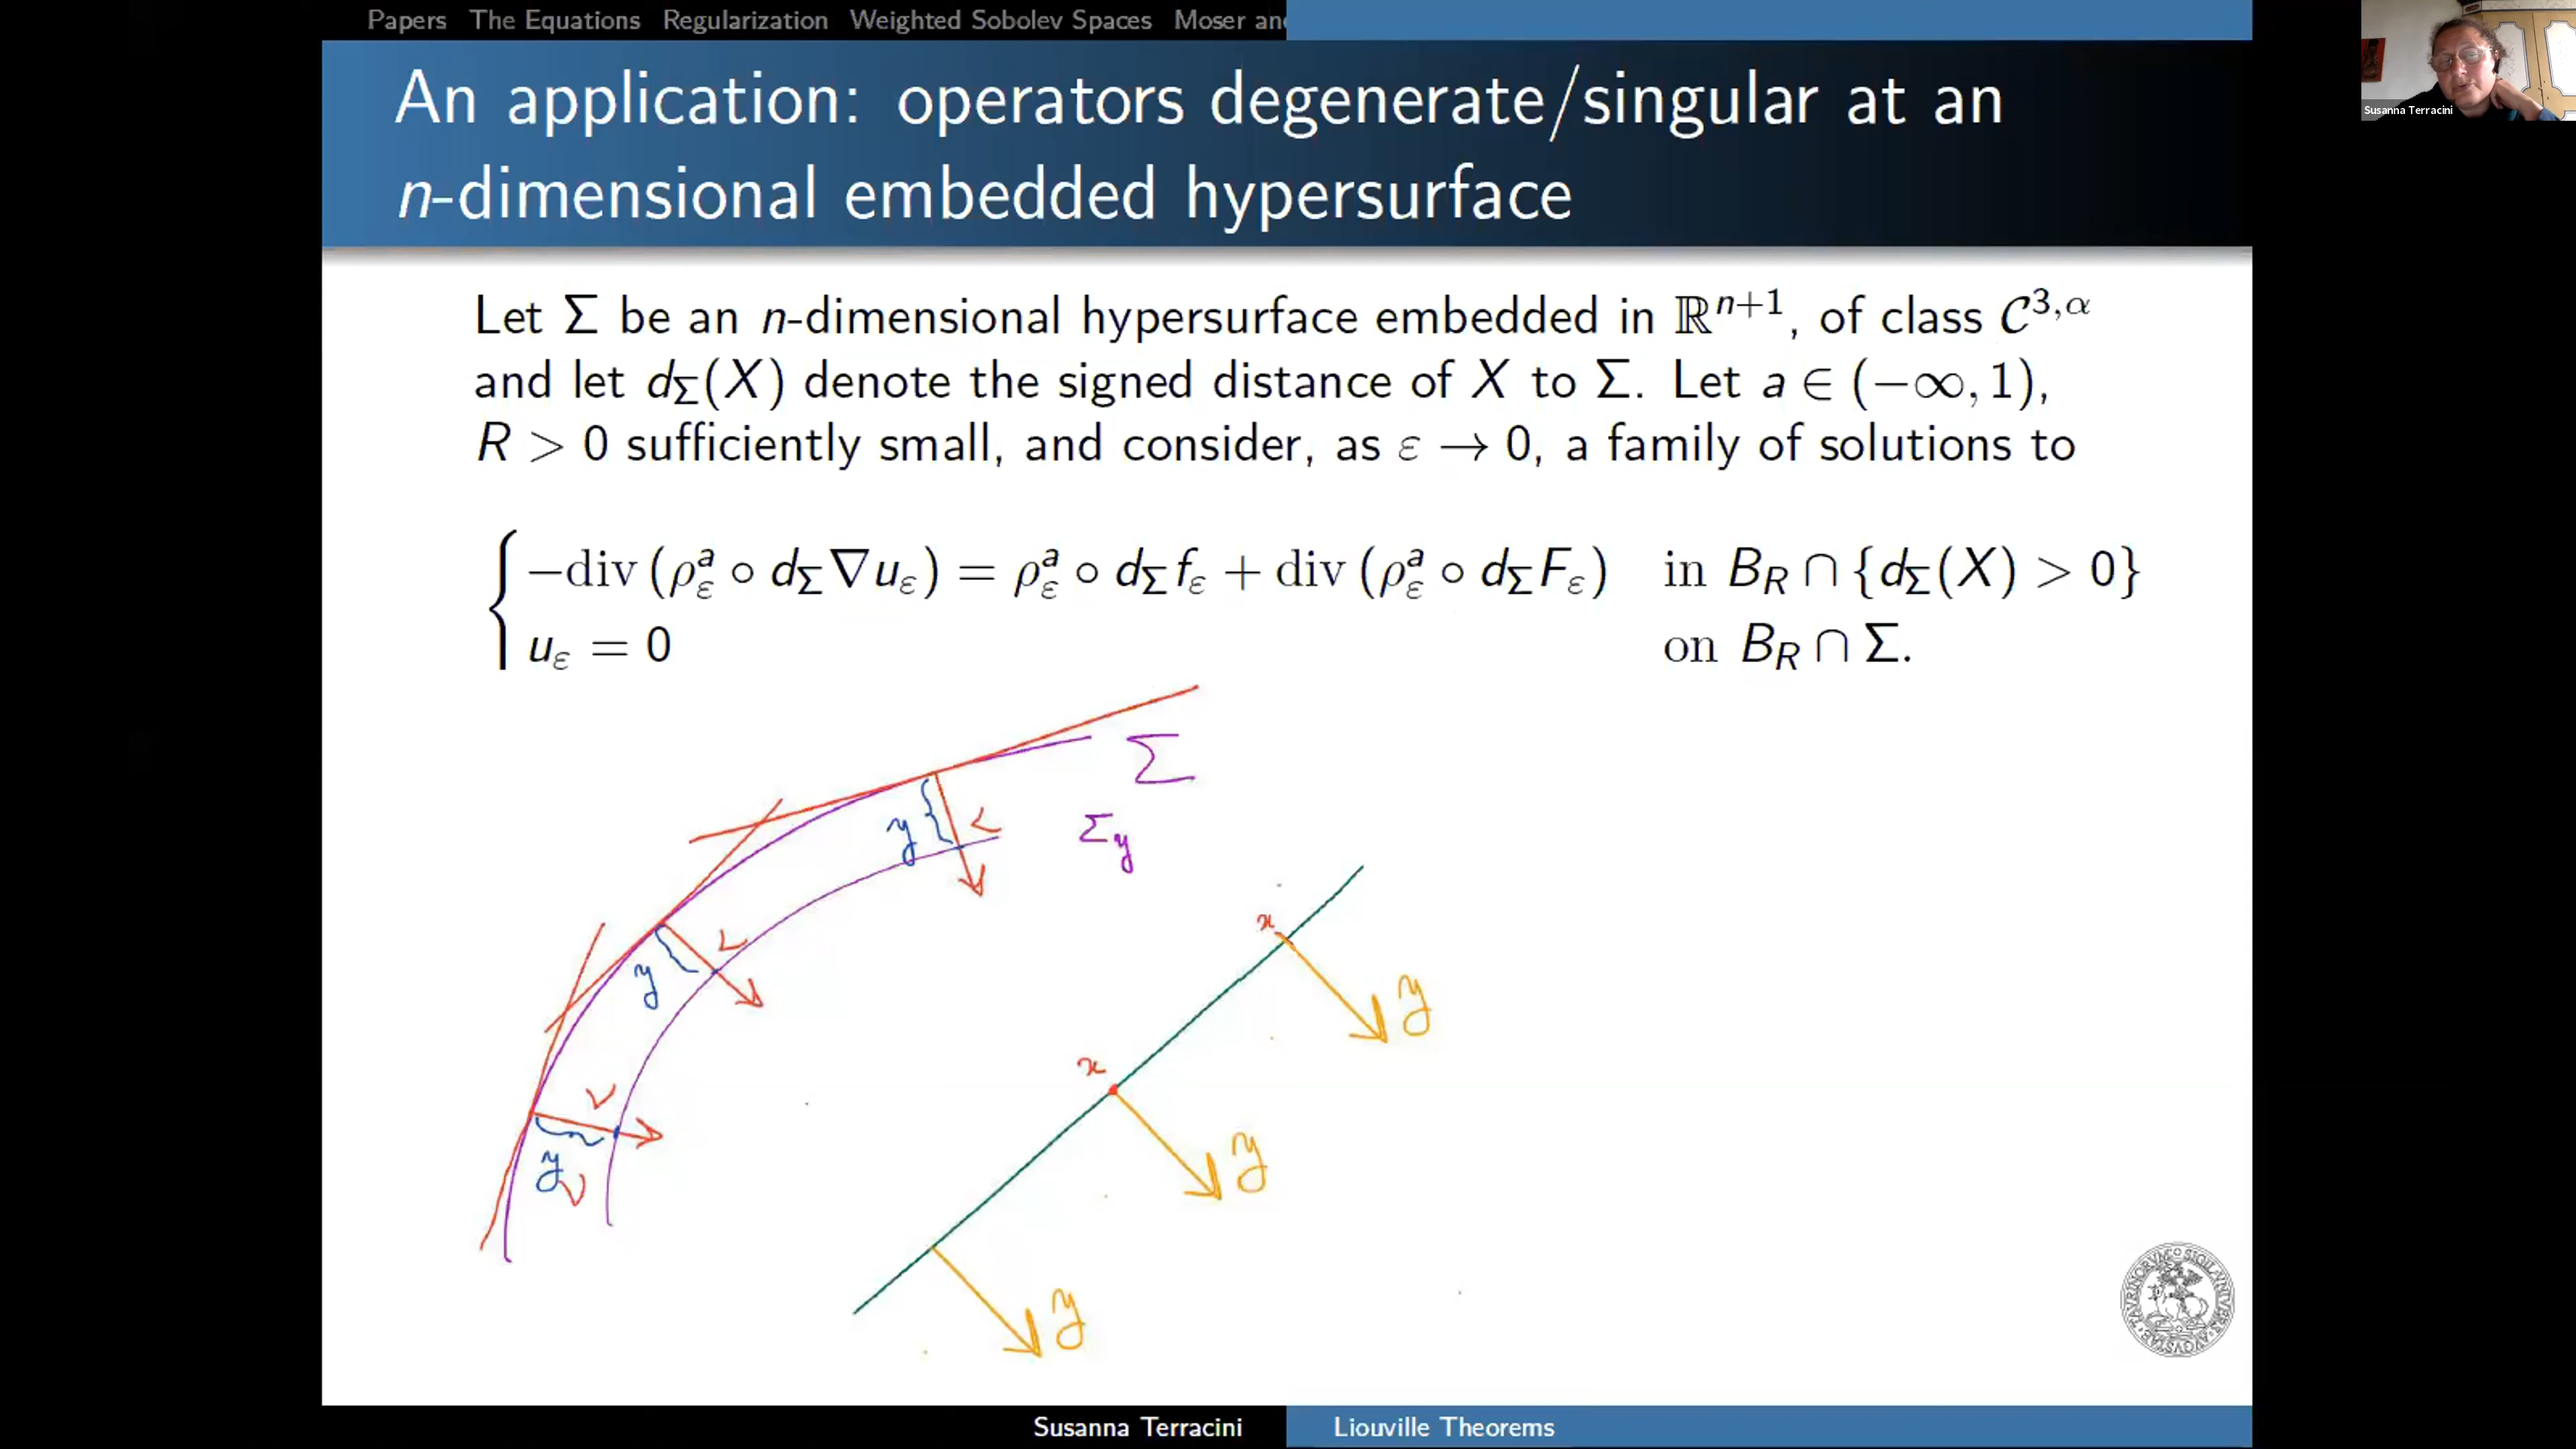 Papers The Equations Regularization Weighted Sobolev Spaces Moser an
Susanna Terracini
An application: operators degenerate/singular at an
n-dimensional embedded hypersurface
Let Σ be an n-dimensional hypersurface embedded in ℝⁿ⁺¹, of class 𝒞³,ᵅ
and let d_Σ(X) denote the signed distance of X to Σ. Let a ∈ (−∞, 1),
R > 0 sufficiently small, and consider, as ε → 0, a family of solutions to
−div (ρ_ε^a ∘ d_Σ ∇u_ε) = ρ_ε^a ∘ d_Σ f_ε + div (ρ_ε^a ∘ d_Σ F_ε) in B_R ∩ {d_Σ(X) > 0}
u_ε = 0 on B_R ∩ Σ.
Σ
y ν Σ_y
x
y ν y
x
ν y
y ν
y
Susanna Terracini Liouville Theorems